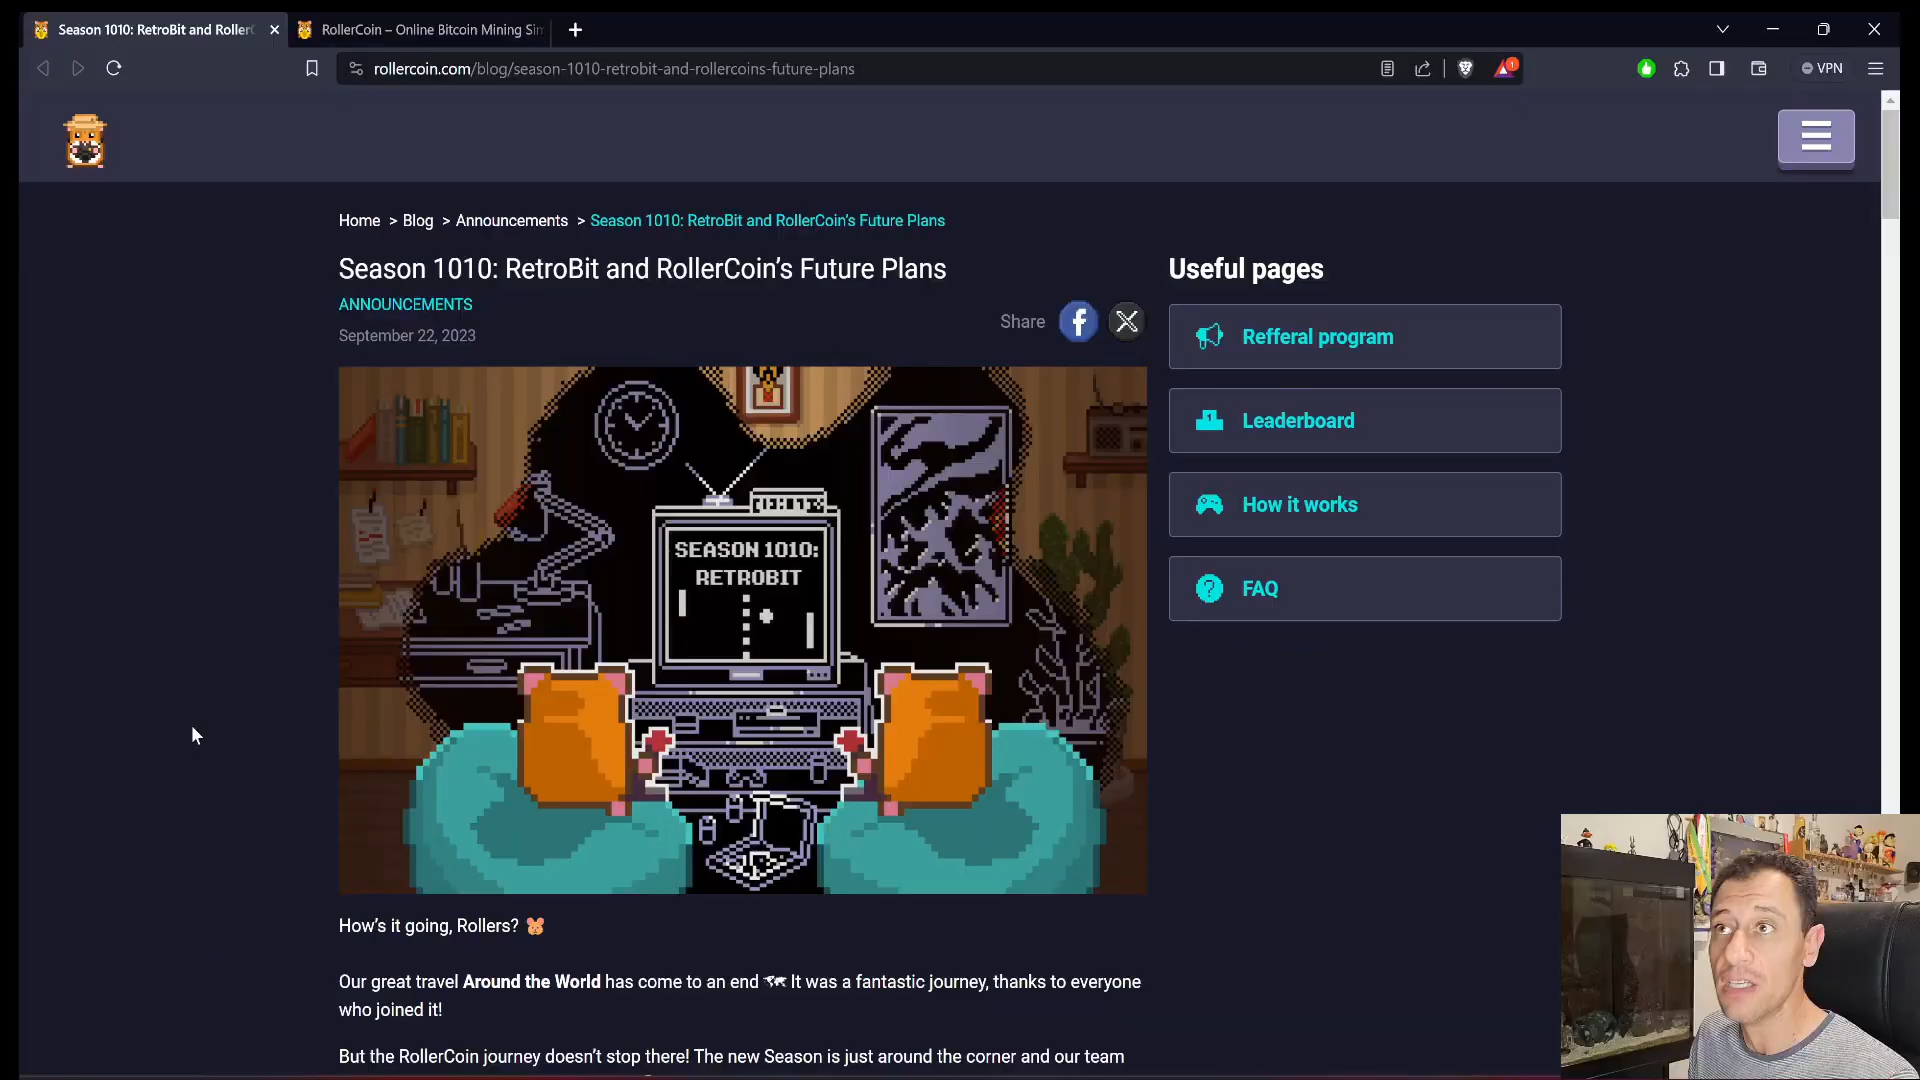 Season 1010: RetroBit and Roller
RollerCoin – Online Bitcoin Mining Sim
rollercoin.com/blog/season-1010-retrobit-and-rollercoins-future-plans
1
VPN
Home > Blog > Announcements > Season 1010: RetroBit and RollerCoin’s Future Plans
Season 1010: RetroBit and RollerCoin’s Future Plans
ANNOUNCEMENTS
September 22, 2023
Share
SEASON 1010:
RETROBIT
How’s it going, Rollers?
Our great travel Around the World has come to an end It was a fantastic journey, thanks to everyone
who joined it!
But the RollerCoin journey doesn’t stop there! The new Season is just around the corner and our team
Useful pages
Refferal program
Leaderboard
How it works
FAQ